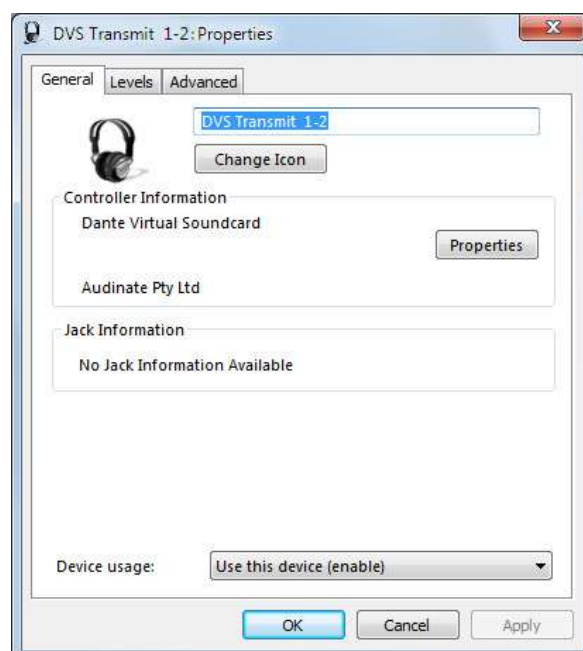 DVS Transmit 1-2: Properties
General Levels Advanced
DVS Transmit 1-2
Change Icon
Controller Information
Dante Virtual Soundcard
Properties
Audinate Pty Ltd
Jack Information
No Jack Information Available
Device usage: Use this device (enable)
OK Cancel Apply